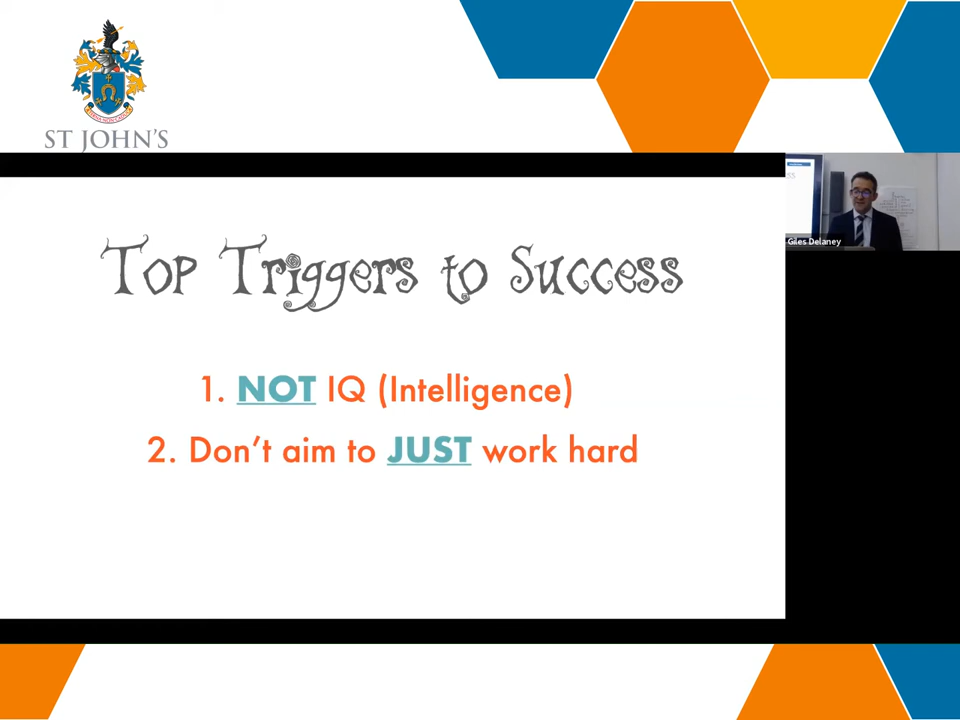 ST JOHN'S
Top Triggers to Success
Giles Delaney
1. NOT IQ (Intelligence)
2. Don't aim to JUST work hard